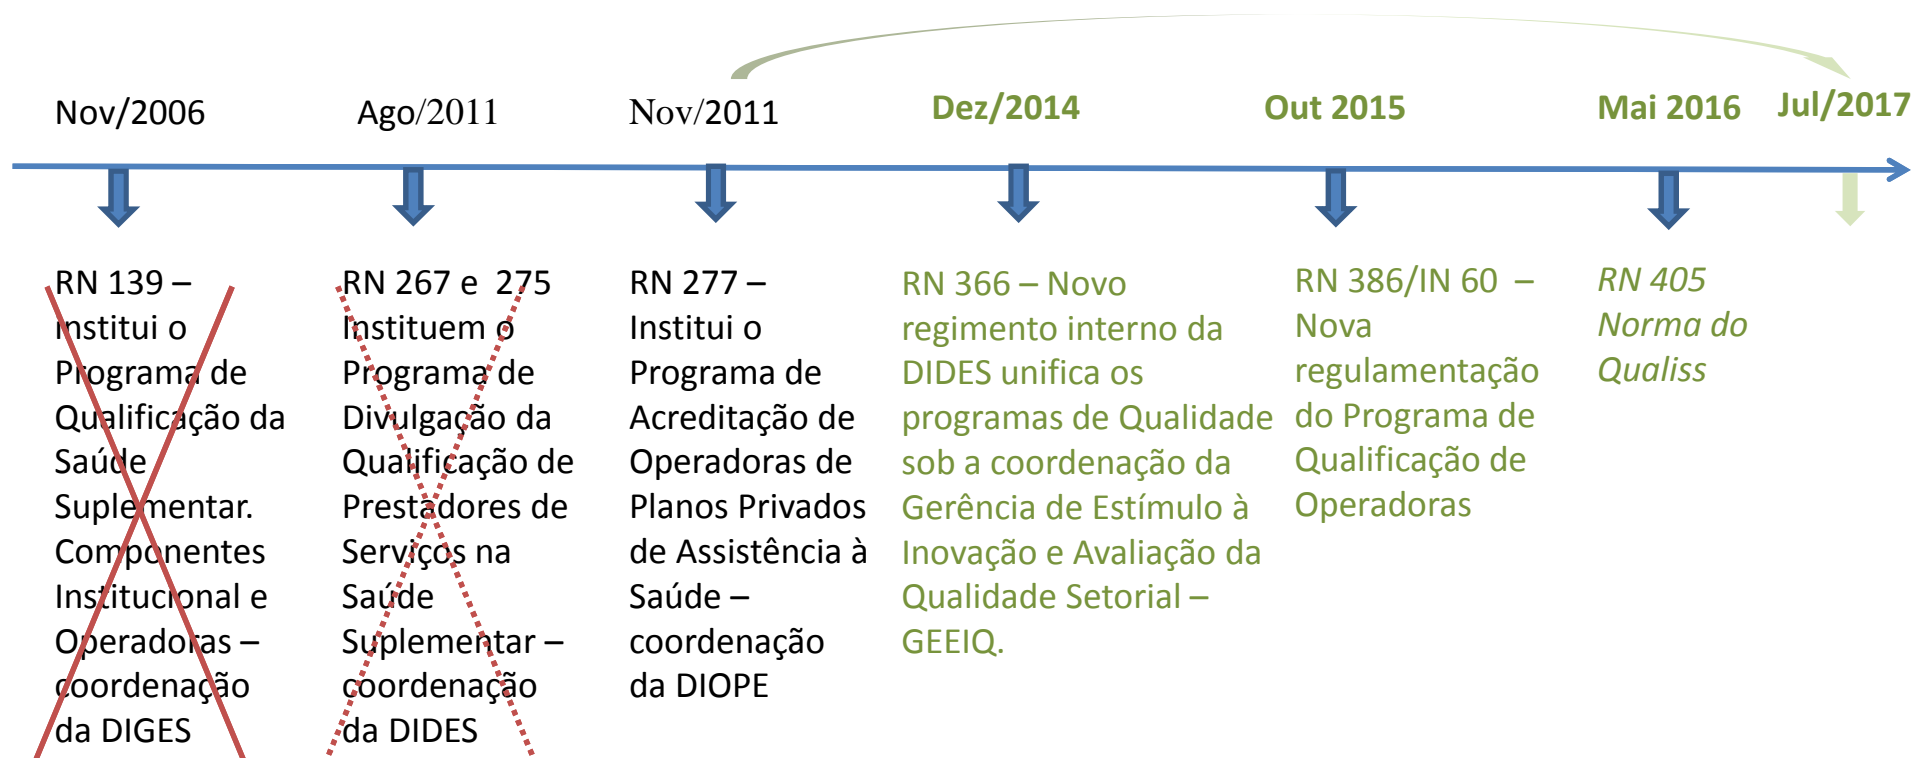 Nov/2006
Ago/2011
Nov/2011
Dez/2014
Out 2015
Mai 2016
Jul/2017
RN 139 –
institui o
Programa de
Qualificação da
Saúde
Suplementar.
Componentes
Institucional e
Operadoras –
coordenação
da DIGES
RN 267 e 275
Instituem o
Programa de
Divulgação da
Qualificação de
Prestadores de
Serviços na
Saúde
Suplementar –
coordenação
da DIDES
RN 277 –
Institui o
Programa de
Acreditação de
Operadoras de
Planos Privados
de Assistência à
Saúde –
coordenação
da DIOPE
RN 366 – Novo
regimento interno da
DIDES unifica os
programas de Qualidade
sob a coordenação da
Gerência de Estímulo à
Inovação e Avaliação da
Qualidade Setorial –
GEEIQ.
RN 386/IN 60 –
Nova
regulamentação
do Programa de
Qualificação de
Operadoras
RN 405
Norma do
Qualiss